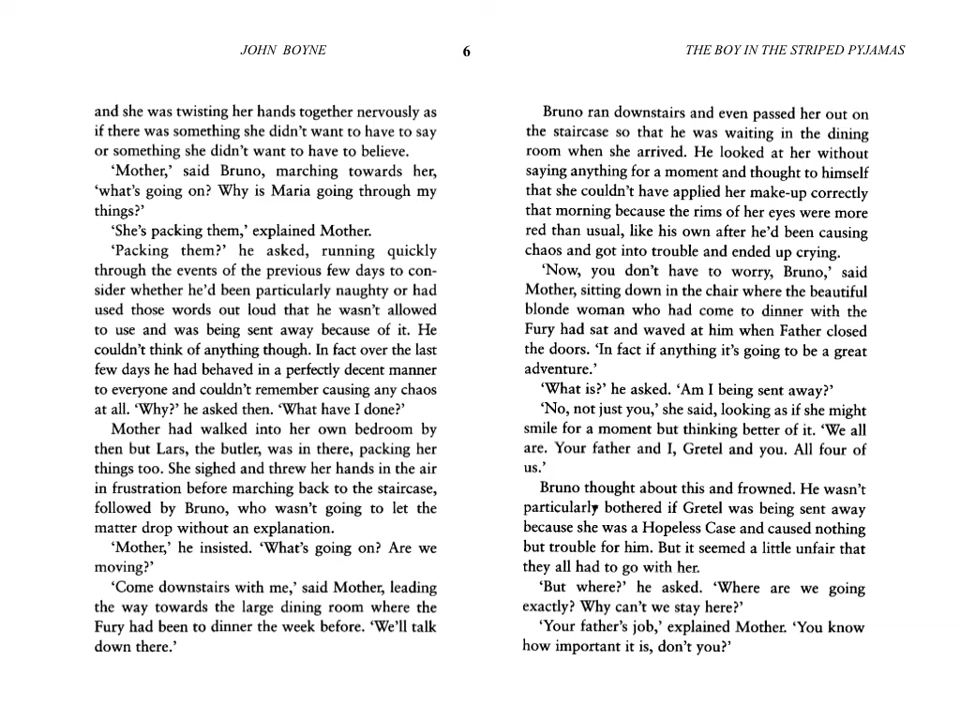 JOHN BOYNE
6
THE BOY IN THE STRIPED PYJAMAS
and she was twisting her hands together nervously as
if there was something she didn't want to have to say
or something she didn't want to have to believe.
‘Mother,’ said Bruno, marching towards her,
‘what's going on? Why is Maria going through my
things?’
‘She's packing them,’ explained Mother.
‘Packing them?’ he asked, running quickly
through the events of the previous few days to con-
sider whether he'd been particularly naughty or had
used those words out loud that he wasn't allowed
to use and was being sent away because of it. He
couldn't think of anything though. In fact over the last
few days he had behaved in a perfectly decent manner
to everyone and couldn't remember causing any chaos
at all. ‘Why?’ he asked then. ‘What have I done?’
Mother had walked into her own bedroom by
then but Lars, the butler, was in there, packing her
things too. She sighed and threw her hands in the air
in frustration before marching back to the staircase,
followed by Bruno, who wasn't going to let the
matter drop without an explanation.
‘Mother,’ he insisted. ‘What's going on? Are we
moving?’
‘Come downstairs with me,’ said Mother, leading
the way towards the large dining room where the
Fury had been to dinner the week before. ‘We'll talk
down there.’
Bruno ran downstairs and even passed her out on
the staircase so that he was waiting in the dining
room when she arrived. He looked at her without
saying anything for a moment and thought to himself
that she couldn't have applied her make-up correctly
that morning because the rims of her eyes were more
red than usual, like his own after he'd been causing
chaos and got into trouble and ended up crying.
‘Now, you don't have to worry, Bruno,’ said
Mother, sitting down in the chair where the beautiful
blonde woman who had come to dinner with the
Fury had sat and waved at him when Father closed
the doors. ‘In fact if anything it's going to be a great
adventure.’
‘What is?’ he asked. ‘Am I being sent away?’
‘No, not just you,’ she said, looking as if she might
smile for a moment but thinking better of it. ‘We all
are. Your father and I, Gretel and you. All four of
us.’
Bruno thought about this and frowned. He wasn't
particularly bothered if Gretel was being sent away
because she was a Hopeless Case and caused nothing
but trouble for him. But it seemed a little unfair that
they all had to go with her.
‘But where?’ he asked. ‘Where are we going
exactly? Why can't we stay here?’
‘Your father's job,’ explained Mother. ‘You know
how important it is, don't you?’